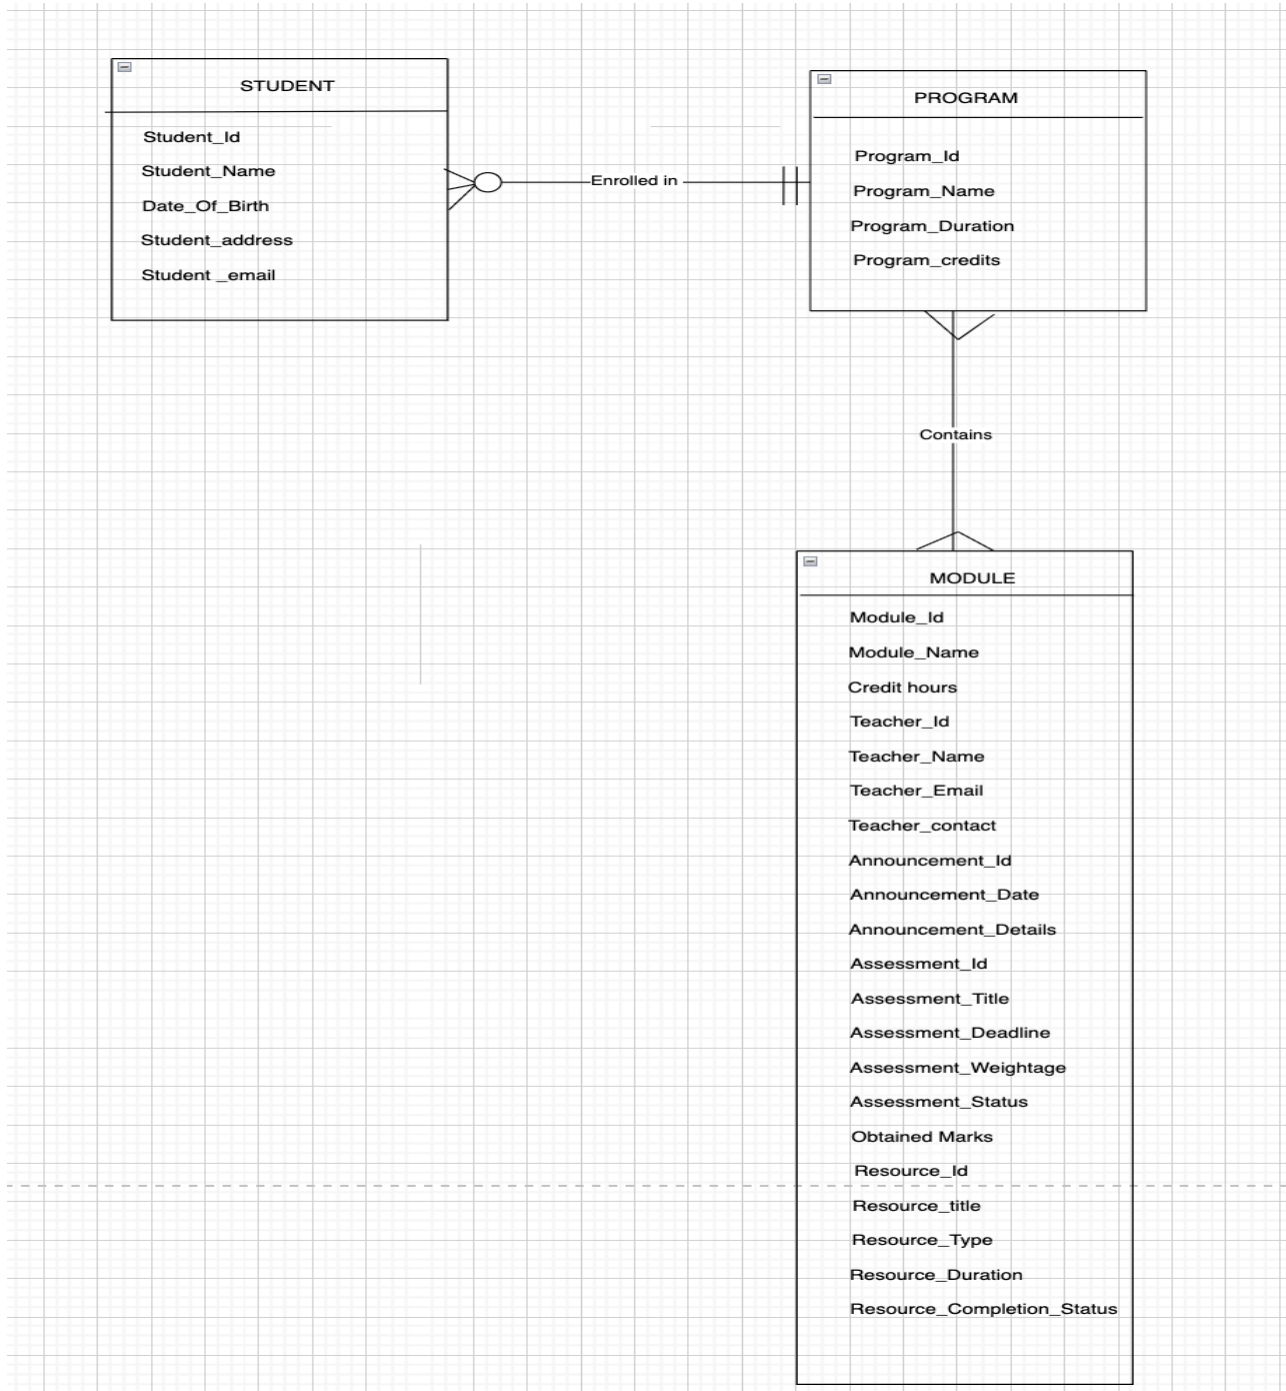 STUDENT
Student_Id
Student_Name
Date_Of_Birth
Student_address
Student _email
Enrolled in
PROGRAM
Program_Id
Program_Name
Program_Duration
Program_credits
Contains
MODULE
Module_Id
Module_Name
Credit hours
Teacher_Id
Teacher_Name
Teacher_Email
Teacher_contact
Announcement_Id
Announcement_Date
Announcement_Details
Assessment_Id
Assessment_Title
Assessment_Deadline
Assessment_Weightage
Assessment_Status
Obtained Marks
Resource_Id
Resource_title
Resource_Type
Resource_Duration
Resource_Completion_Status